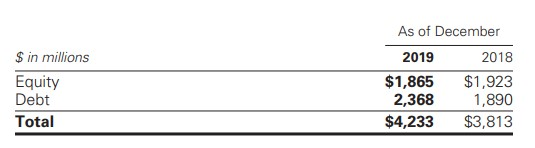 As of December
$ in millions 2019 2018
Equity $1,865 $1,923
Debt 2,368 1,890
Total $4,233 $3,813